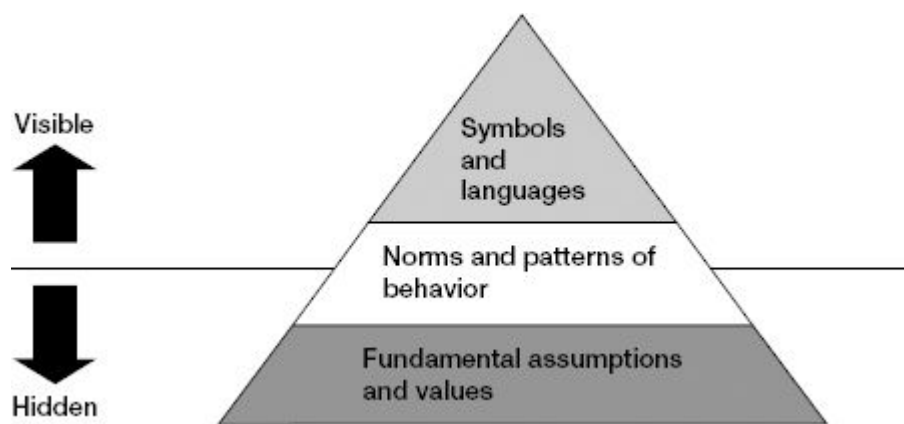 Visible
Symbols
and
languages
Norms and patterns of
behavior
Fundamental assumptions
and values
Hidden